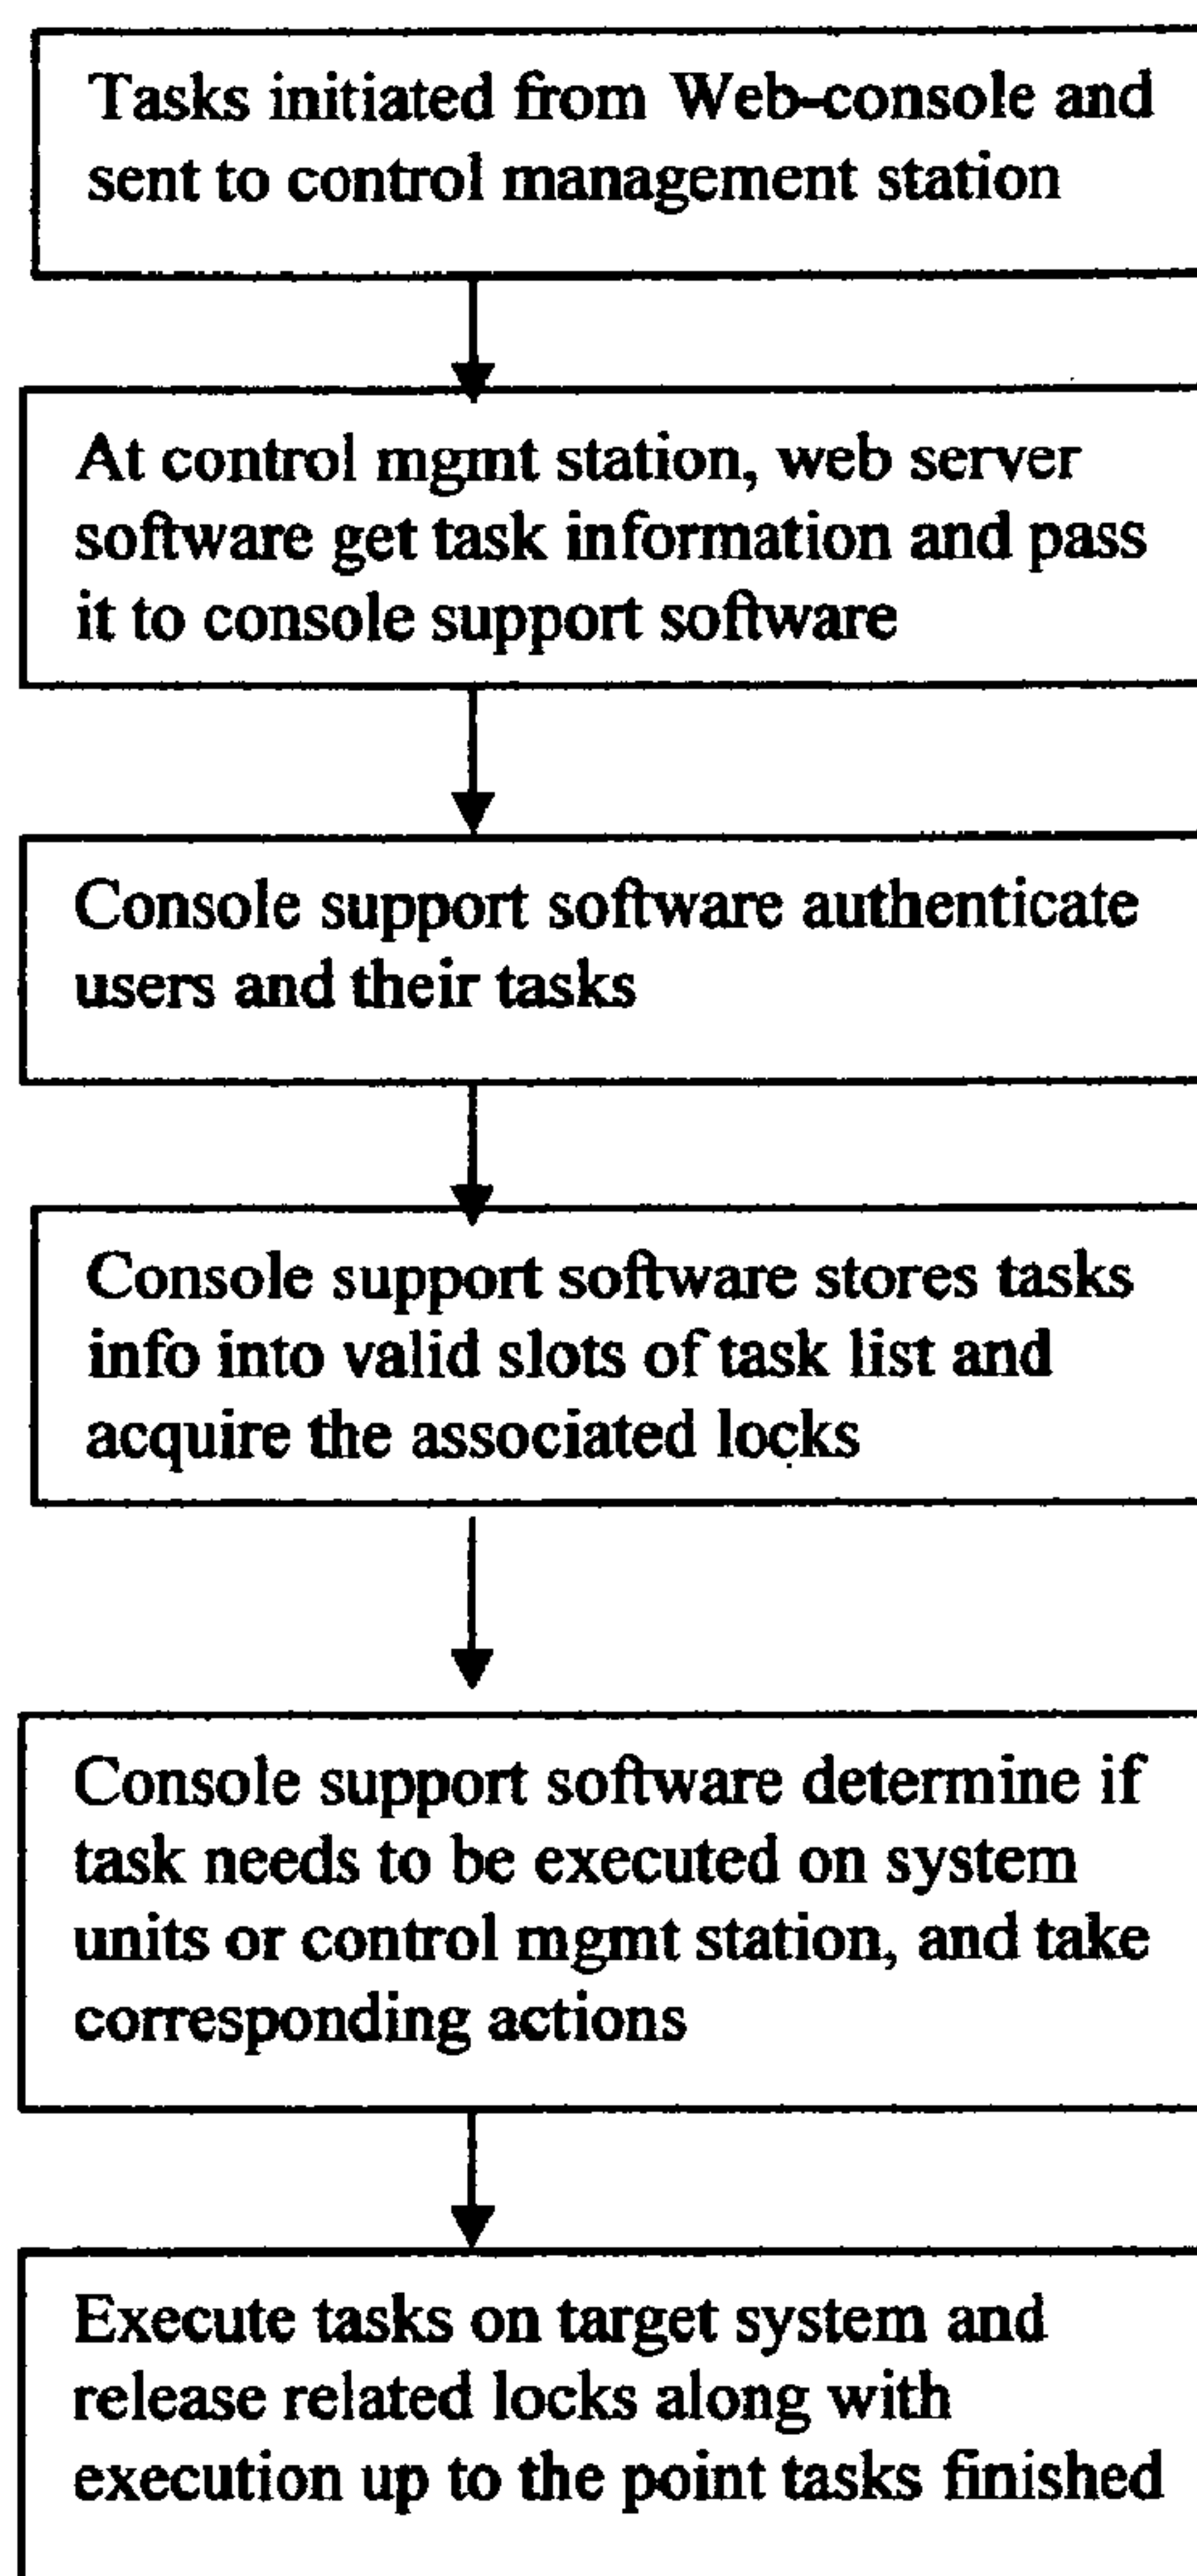 Tasks initiated from Web-console and
sent to control management station
At control mgmt station, web server
software get task information and pass
it to console support software
Console support software authenticate
users and their tasks
Console support software stores tasks
info into valid slots of task list and
acquire the associated locks
Console support software determine if
task needs to be executed on system
units or control mgmt station, and take
corresponding actions
Execute tasks on target system and
release related locks along with
execution up to the point tasks finished